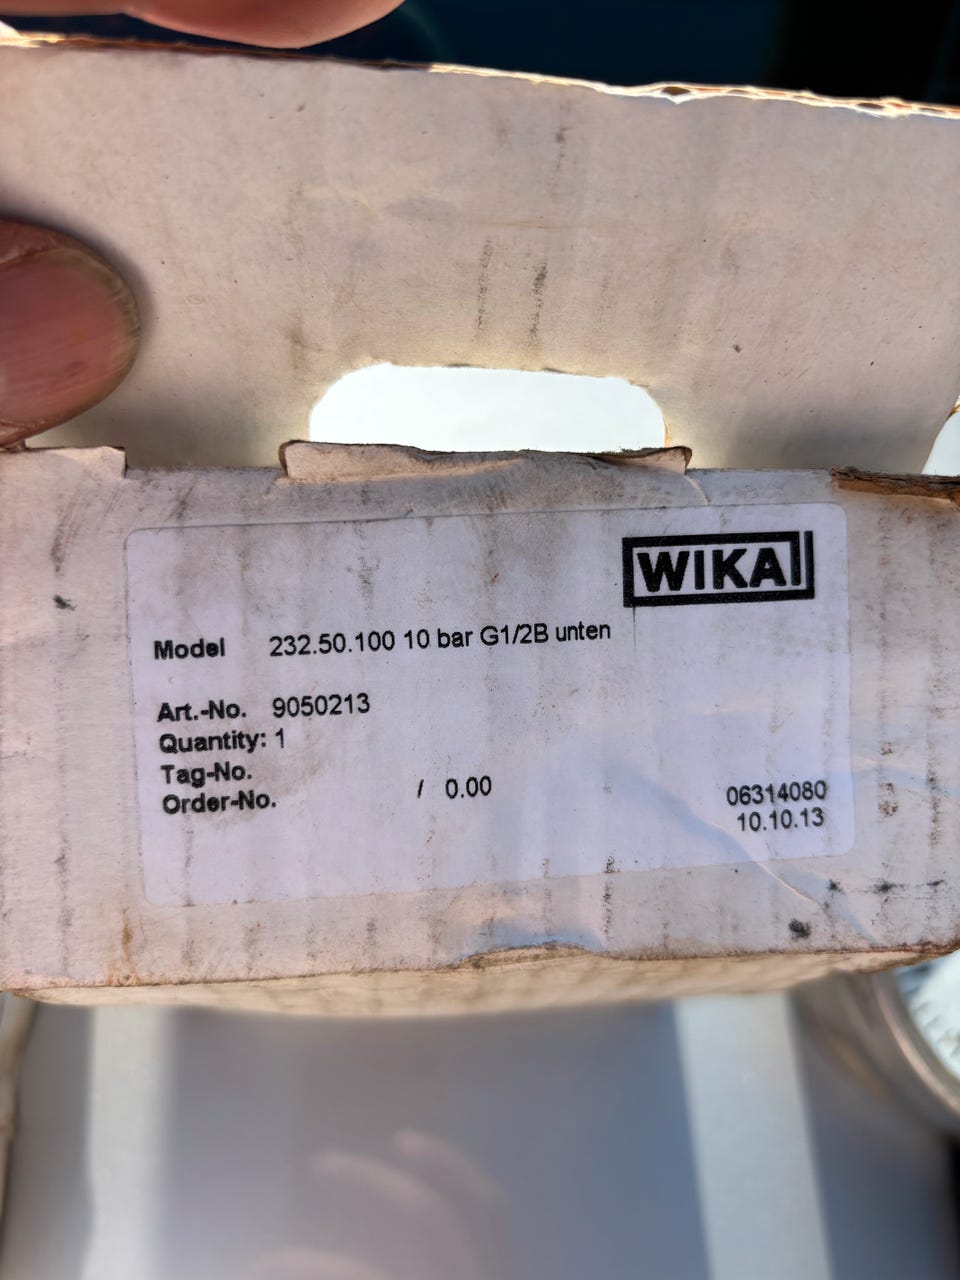 WIKA
Model 232.50.100 10 bar G1/2B unten
Art.-No. 9050213
Quantity: 1
Tag-No.
Order-No. / 0.00
06314080
10.10.13